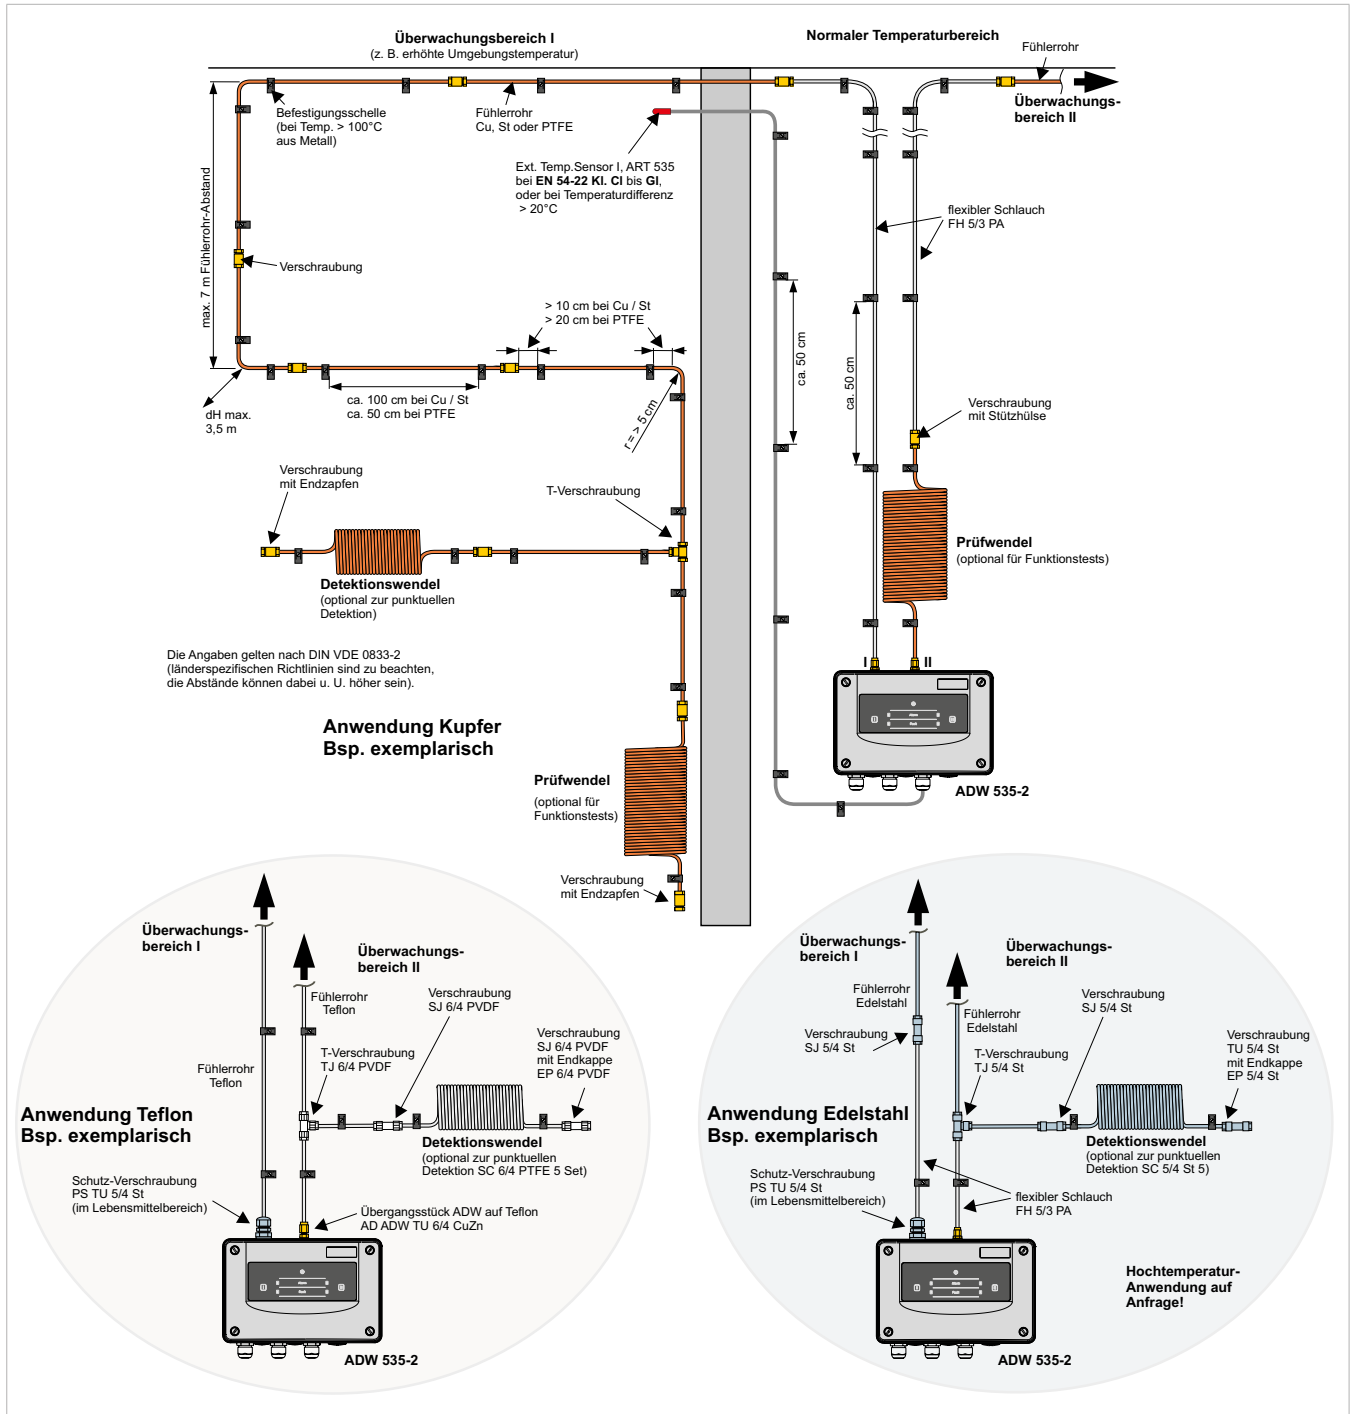 Überwachungsbereich I
(z. B. erhöhte Umgebungstemperatur)
Normaler Temperaturbereich
Fühlerrohr
Überwachungs-
bereich II
Befestigungsschelle
(bei Temp. > 100°C
aus Metall)
Fühlerrohr
Cu, St oder PTFE
Ext. Temp.Sensor I, ART 535
bei EN 54-22 Kl. CI bis GI,
oder bei Temperaturdifferenz
> 20°C
max. 7 m Fühlerrohr-Abstand
flexibler Schlauch
FH 5/3 PA
Verschraubung
> 10 cm bei Cu / St
> 20 cm bei PTFE
ca. 50 cm
ca. 50 cm
dH max.
3,5 m
ca. 100 cm bei Cu / St
ca. 50 cm bei PTFE
r = > 5 cm
Verschraubung
mit Stützhülse
Verschraubung
mit Endzapfen
T-Verschraubung
Prüfwendel
(optional für Funktionstests)
Detektionswendel
(optional zur punktuellen
Detektion)
Die Angaben gelten nach DIN VDE 0833-2
(länderspezifischen Richtlinien sind zu beachten,
die Abstände können dabei u. U. höher sein).
I
II
Anwendung Kupfer
Bsp. exemplarisch
Prüfwendel
(optional für
Funktionstests)
ADW 535-2
Verschraubung
mit Endzapfen
Überwachungs-
bereich I
Überwachungs-
bereich II
Fühlerrohr
Teflon
Verschraubung
SJ 6/4 PVDF
Verschraubung
SJ 6/4 PVDF
mit Endkappe
EP 6/4 PVDF
T-Verschraubung
TJ 6/4 PVDF
Fühlerrohr
Teflon
Anwendung Teflon
Bsp. exemplarisch
Detektionswendel
(optional zur punktuellen
Detektion SC 6/4 PTFE 5 Set)
Schutz-Verschraubung
PS TU 5/4 St
(im Lebensmittelbereich)
Übergangsstück ADW auf Teflon
AD ADW TU 6/4 CuZn
ADW 535-2
Überwachungs-
bereich I
Überwachungs-
bereich II
Fühlerrohr
Edelstahl
Verschraubung
SJ 5/4 St
Fühlerrohr
Edelstahl
Verschraubung
SJ 5/4 St
Verschraubung
TU 5/4 St
mit Endkappe
EP 5/4 St
T-Verschraubung
TJ 5/4 St
Anwendung Edelstahl
Bsp. exemplarisch
Detektionswendel
(optional zur punktuellen
Detektion SC 5/4 St 5)
Schutz-Verschraubung
PS TU 5/4 St
(im Lebensmittelbereich)
flexibler Schlauch
FH 5/3 PA
Hochtemperatur-
Anwendung auf
Anfrage!
ADW 535-2